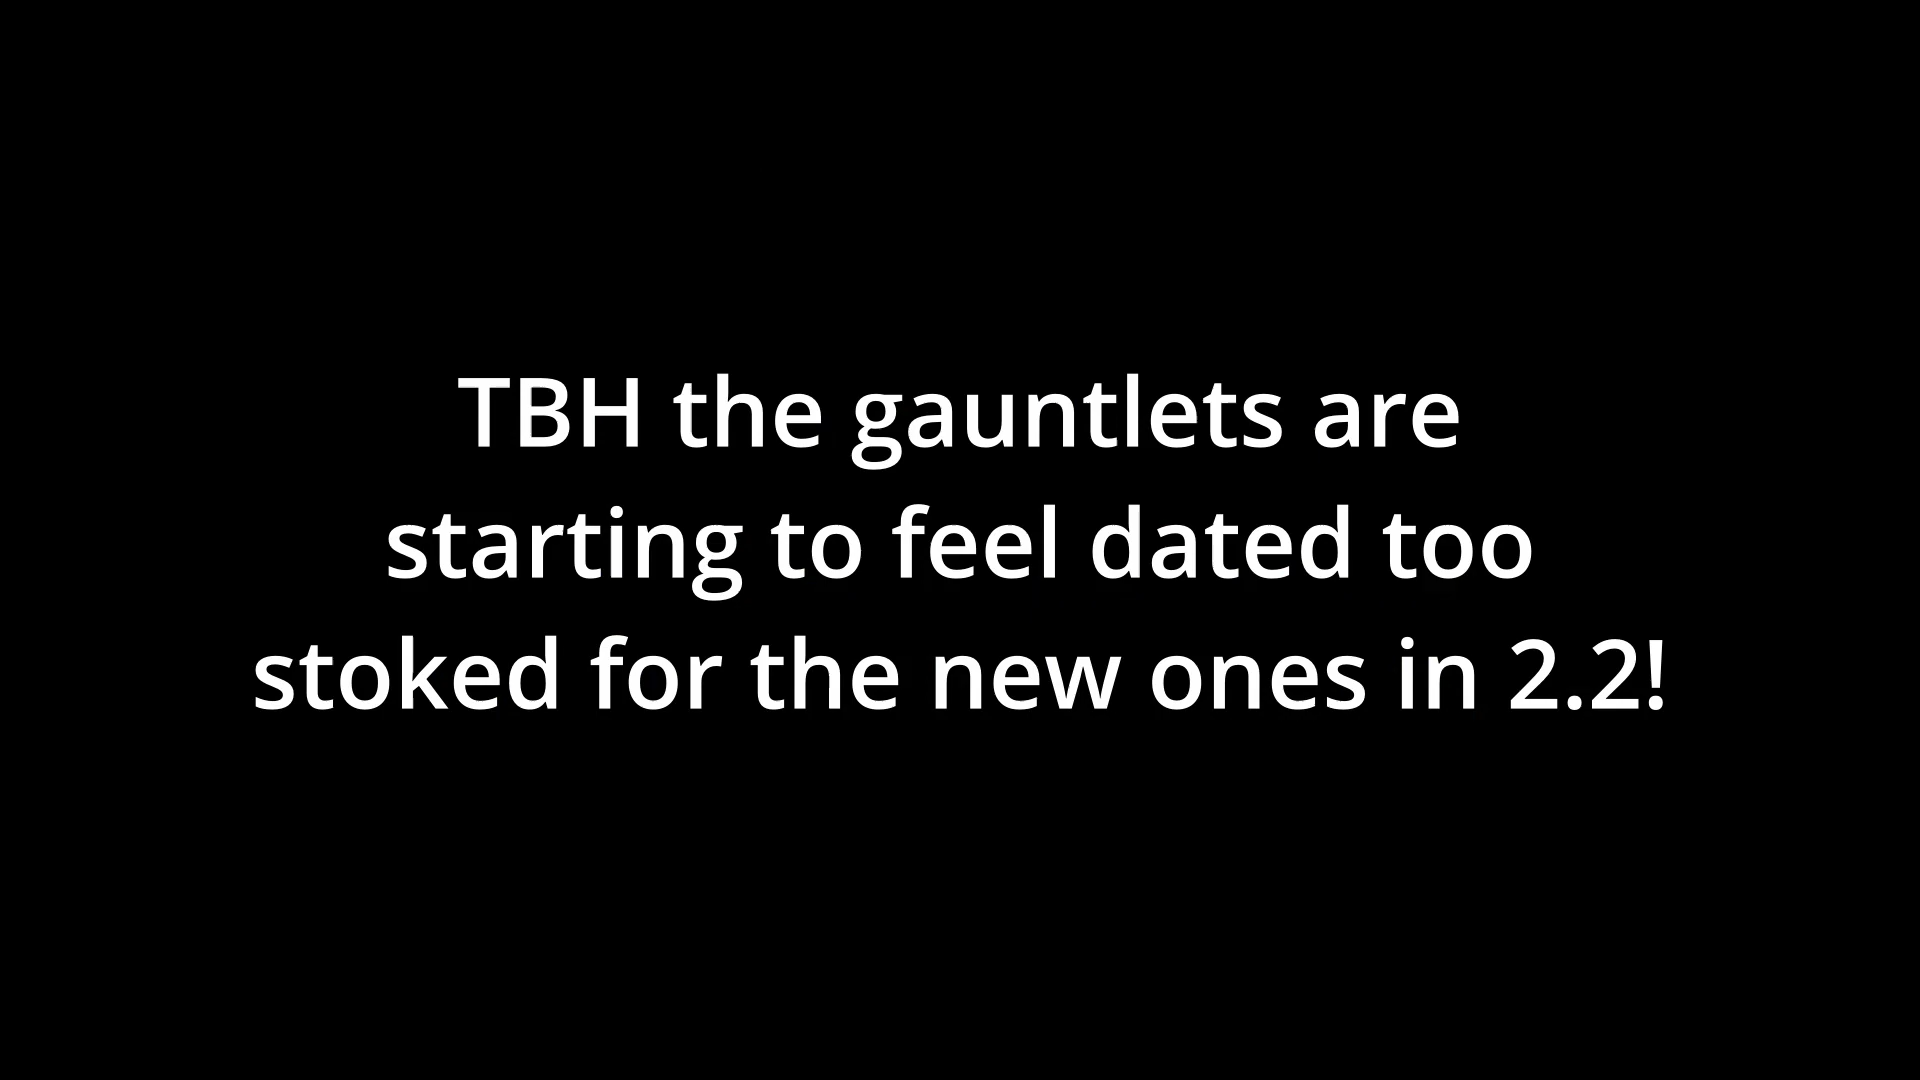 TBH the gauntlets are
starting to feel dated too
stoked for the new ones in 2.2!